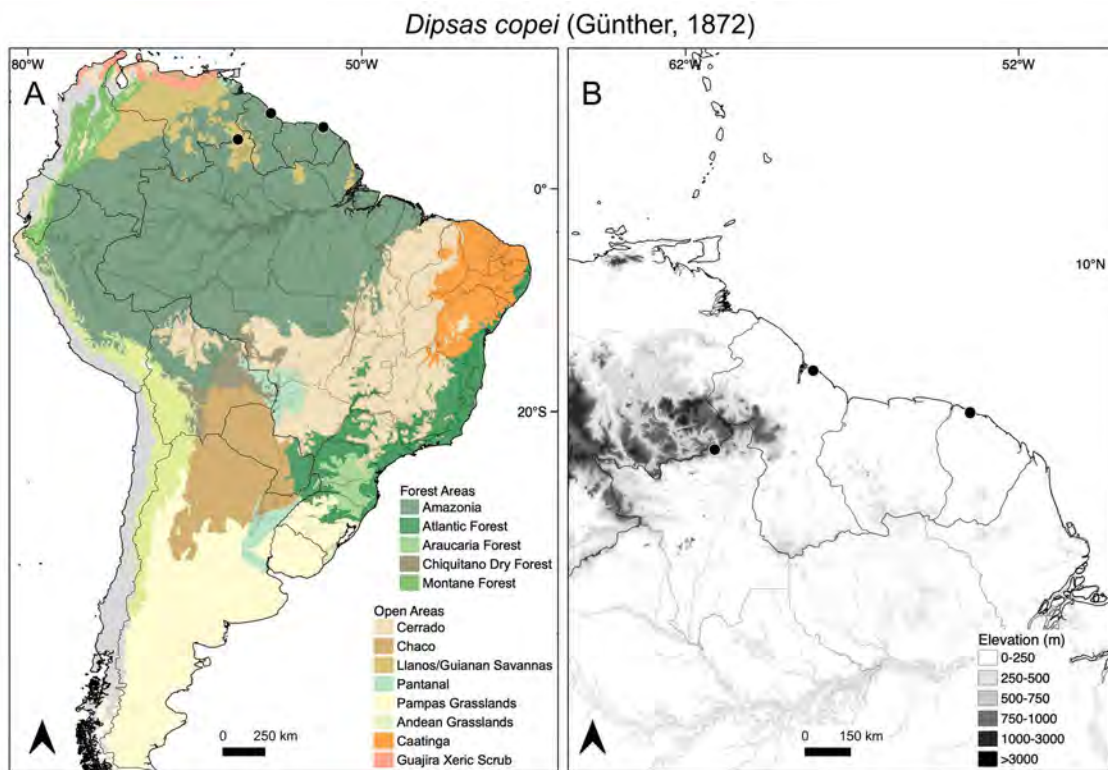 Dipsas copei (Günther, 1872)
80°W
50°W
A
0°
20°S
Forest Areas
Amazonia
Atlantic Forest
Araucaria Forest
Chiquitano Dry Forest
Montane Forest
Open Areas
Cerrado
Chaco
Llanos/Guianan Savannas
Pantanal
Pampas Grasslands
Andean Grasslands
Caatinga
Guajira Xeric Scrub
0 250 km
62°W
52°W
B
10°N
Elevation (m)
0-250
250-500
500-750
750-1000
1000-3000
>3000
0 150 km